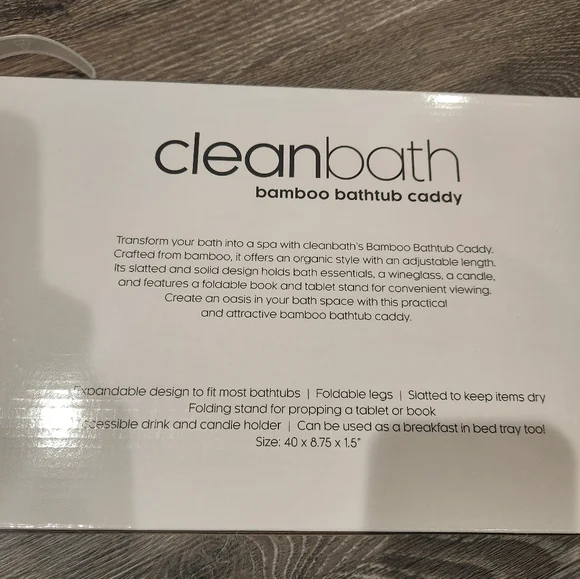 cleanbath
bamboo bathtub caddy
Transform your bath into a spa with cleanbath's Bamboo Bathtub Caddy.
Crafted from bamboo, it offers an organic style with an adjustable length.
Its slatted and solid design holds bath essentials, a wineglass, a candle,
and features a foldable book and tablet stand for convenient viewing.
Create an oasis in your bath space with this practical
and attractive bamboo bathtub caddy.
Expandable design to fit most bathtubs | Foldable legs | Slatted to keep items dry
Folding stand for propping a tablet or book
Accessible drink and candle holder | Can be used as a breakfast in bed tray too!
Size: 40 x 8.75 x 1.5"